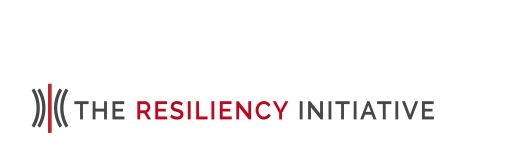 THE RESILIENCY INITIATIVE